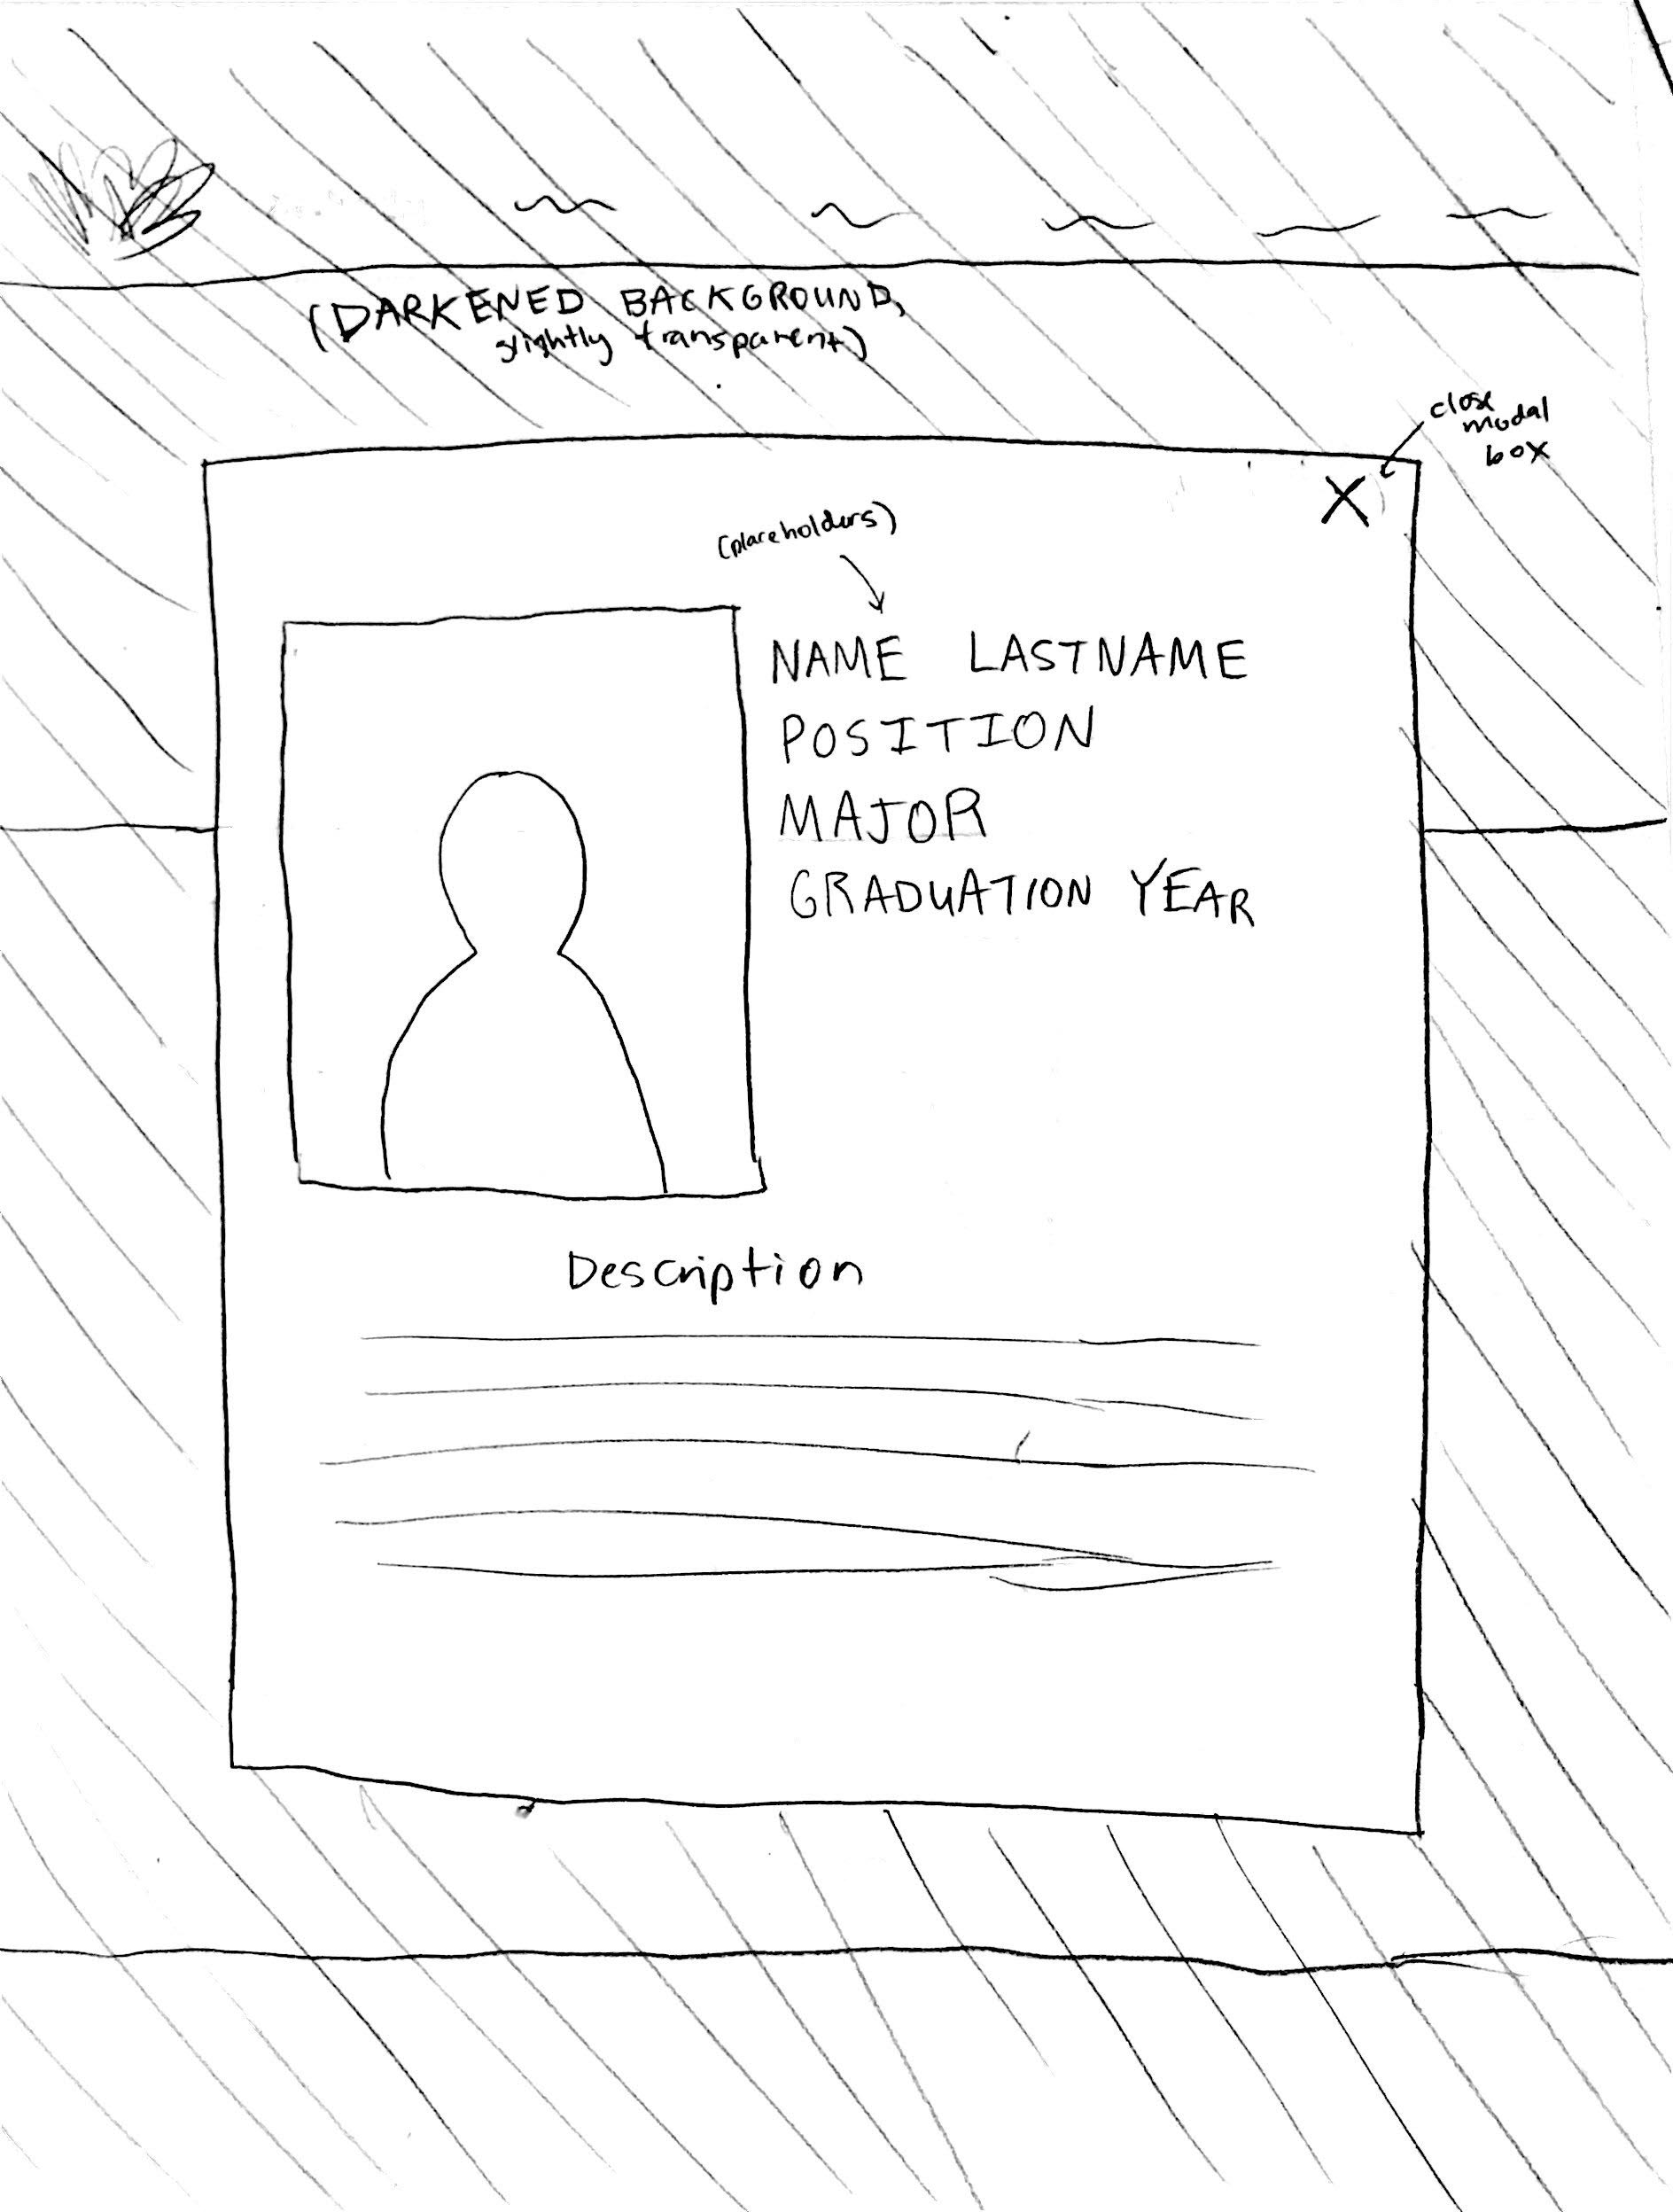 (DARKENED BACKGROUND,
slightly transparent)
close
modal
box
X
(placeholders)
NAME LASTNAME
POSITION
MAJOR
GRADUATION YEAR
Description